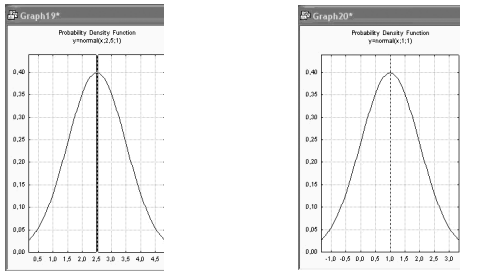 Graph19*
Probability Density Function
y=normal(x;2,5;1)
0,40
0,35
0,30
0,25
0,20
0,15
0,10
0,05
0,00
0,5 1,0 1,5 2,0 2,5 3,0 3,5 4,0 4,5
Graph20*
Probability Density Function
y=normal(x;1;1)
0,40
0,35
0,30
0,25
0,20
0,15
0,10
0,05
0,00
-1,0 -0,5 0,0 0,5 1,0 1,5 2,0 2,5 3,0